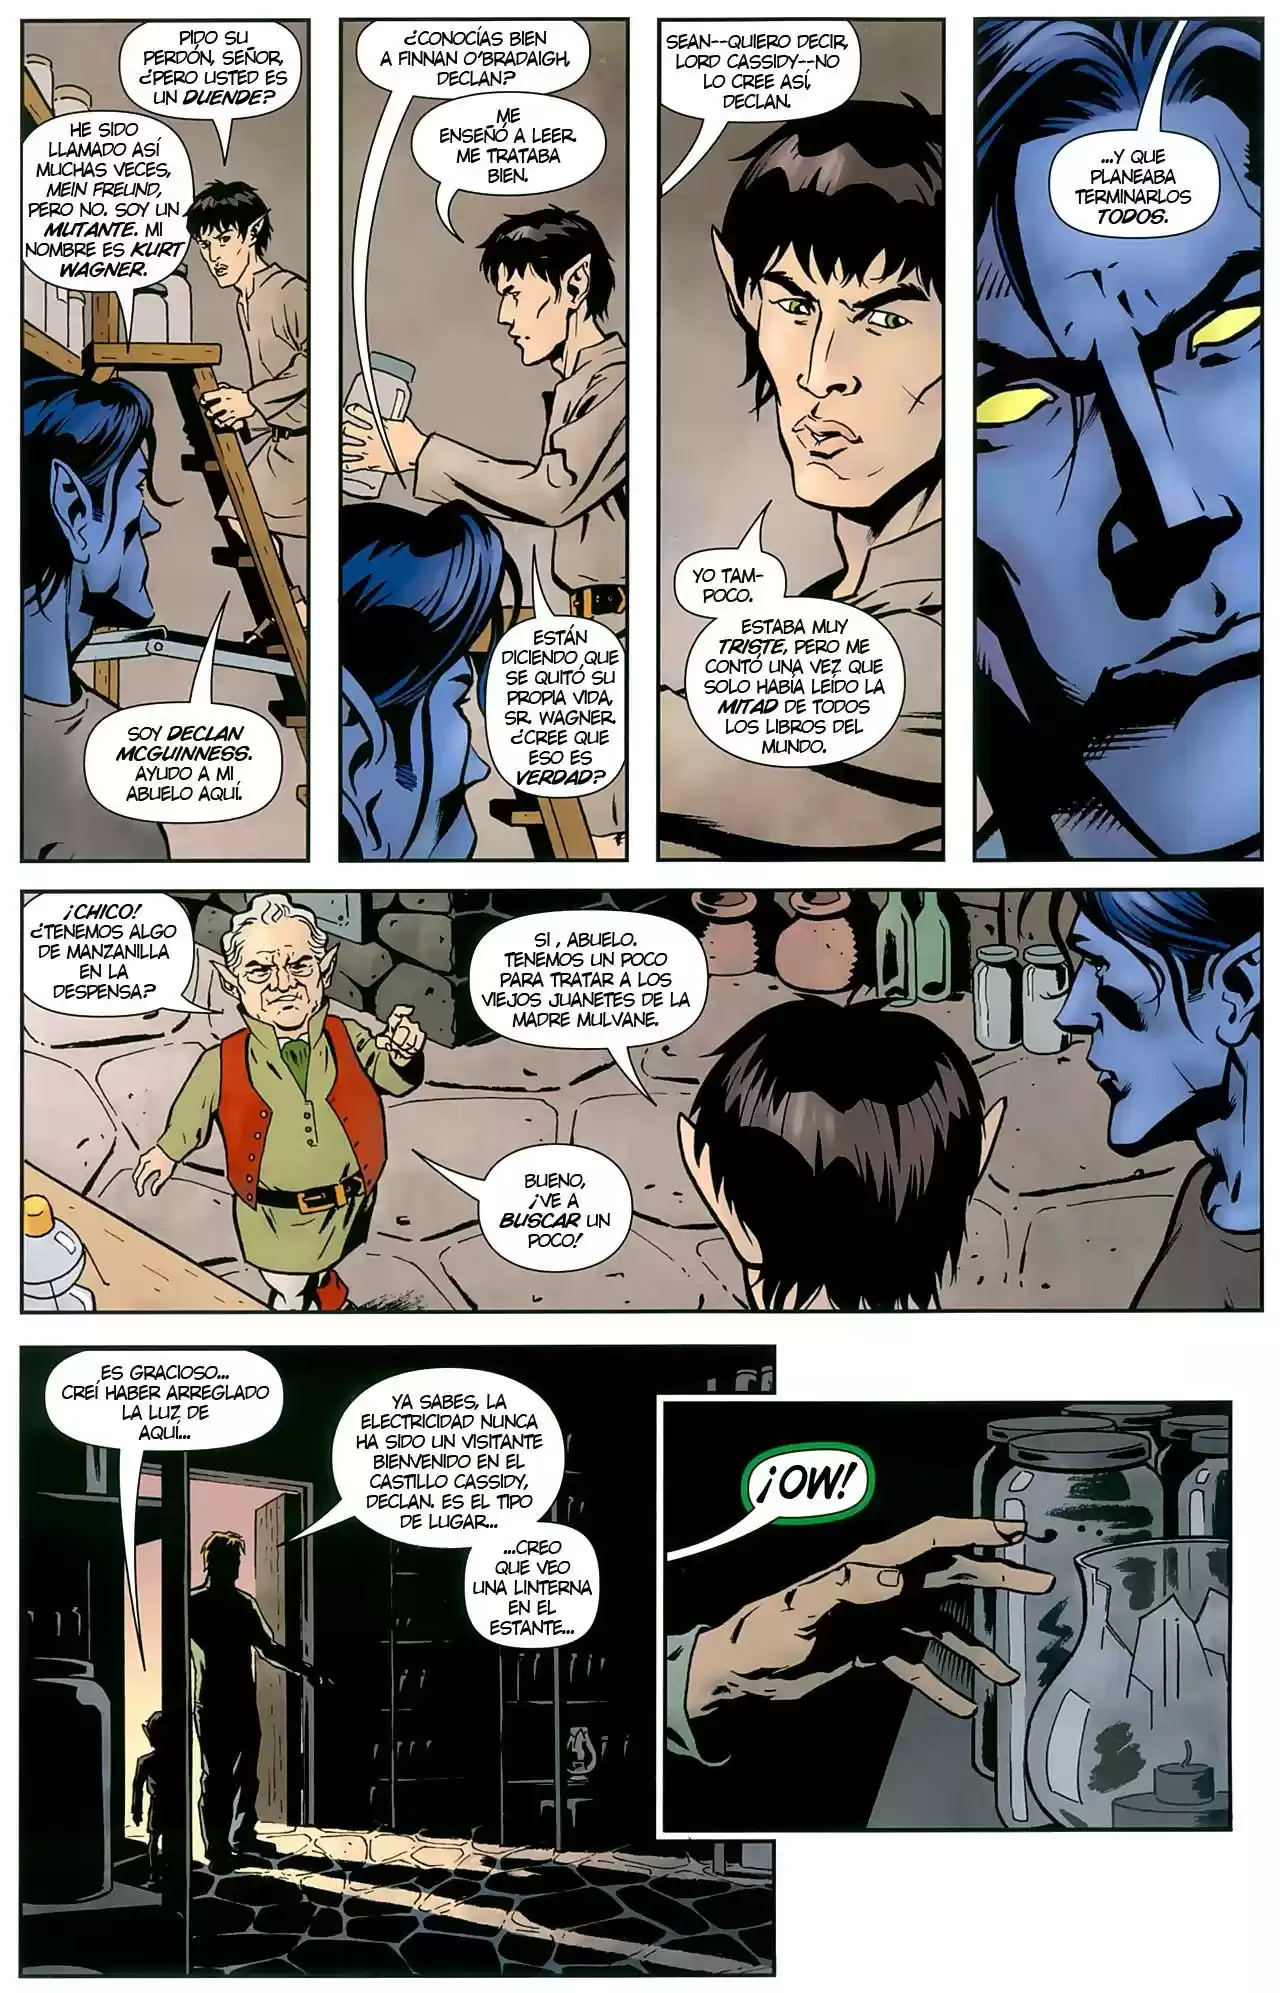 PIDO SU
PERDÓN, SEÑOR,
¿PERO USTED ES
UN DUENDE?
HE SIDO
LLAMADO ASÍ
MUCHAS VECES,
MEIN FREUND,
PERO NO. SOY UN
MUTANTE. MI
NOMBRE ES KURT
WAGNER.
SOY DECLAN
MCGUINNESS.
AYUDO A MI
ABUELO AQUÍ.
¿CONOCÍAS BIEN
A FINNAN O'BRADAIGH,
DECLAN?
ME
ENSEÑÓ A LEER.
ME TRATABA
BIEN.
ESTÁN
DICIENDO QUE
SE QUITÓ SU
PROPIA VIDA,
SR. WAGNER.
¿CREE QUE
ESO ES
VERDAD?
SEAN--QUIERO DECIR,
LORD CASSIDY--NO
LO CREE ASÍ,
DECLAN.
YO TAM-
POCO.
ESTABA MUY
TRISTE, PERO ME
CONTÓ UNA VEZ QUE
SOLO HABÍA LEÍDO LA
MITAD DE TODOS
LOS LIBROS DEL
MUNDO.
...Y QUE
PLANEABA
TERMINARLOS
TODOS.
¡CHICO!
¿TENEMOS ALGO
DE MANZANILLA
EN LA
DESPENSA?
SI , ABUELO.
TENEMOS UN POCO
PARA TRATAR A LOS
VIEJOS JUANETES DE LA
MADRE MULVANE.
BUENO,
¡VE A
BUSCAR UN
POCO!
ES GRACIOSO...
CREÍ HABER ARREGLADO
LA LUZ DE
AQUÍ...
YA SABES, LA
ELECTRICIDAD NUNCA
HA SIDO UN VISITANTE
BIENVENIDO EN EL
CASTILLO CASSIDY,
DECLAN. ES EL TIPO
DE LUGAR...
...CREO
QUE VEO
UNA LINTERNA
EN EL
ESTANTE...
¡OW!